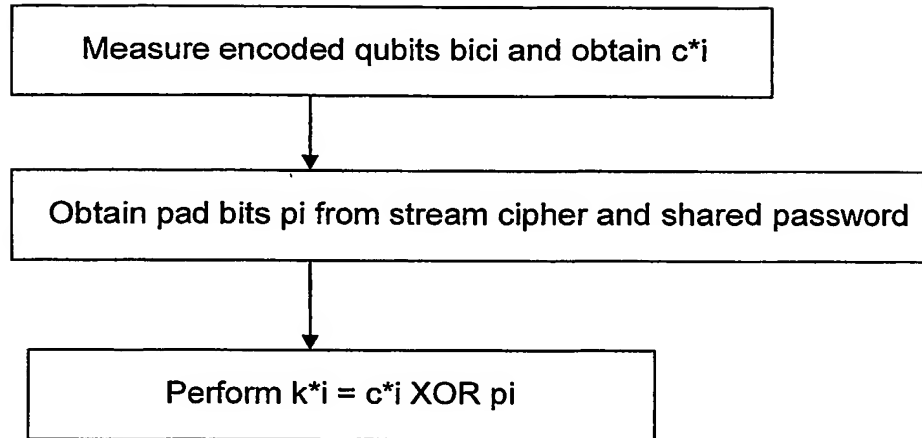 Measure encoded qubits bici and obtain c*i
Obtain pad bits pi from stream cipher and shared password
Perform k*i = c*i XOR pi